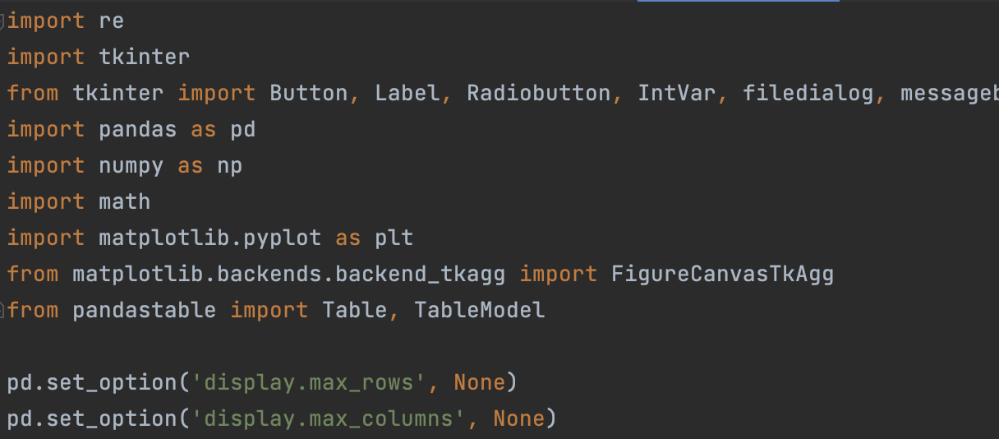 import re
import tkinter
from tkinter import Button, Label, Radiobutton, IntVar, filedialog,
import pandas as pd
import numpy as np
import math
import matplotlib.pyplot as plt
from matplotlib.backends.backend_tkagg import FigureCanvasTkAgg
from pandastable import Table, TableModel
pd.set_option('display.max_rows', None)
pd.set_option('display.max_columns', None)